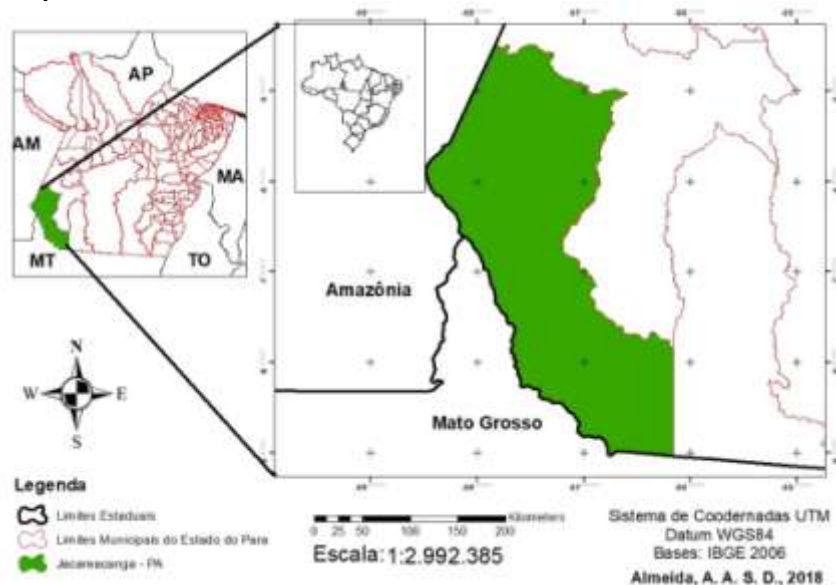 AP
AM
MA
MT
TO
N
W
E
S
Amazônia
Mato Grosso
Legenda
Limites Estaduais
Limites Municipais do Estado do Para
Jacareacanga - PA
Kilometers
0 25 50 100 150 200
Escala: 1:2.992.385
Sistema de Coodernadas UTM
Datum WGS84
Bases: IBGE 2006
Almeida, A. A. S. D., 2018